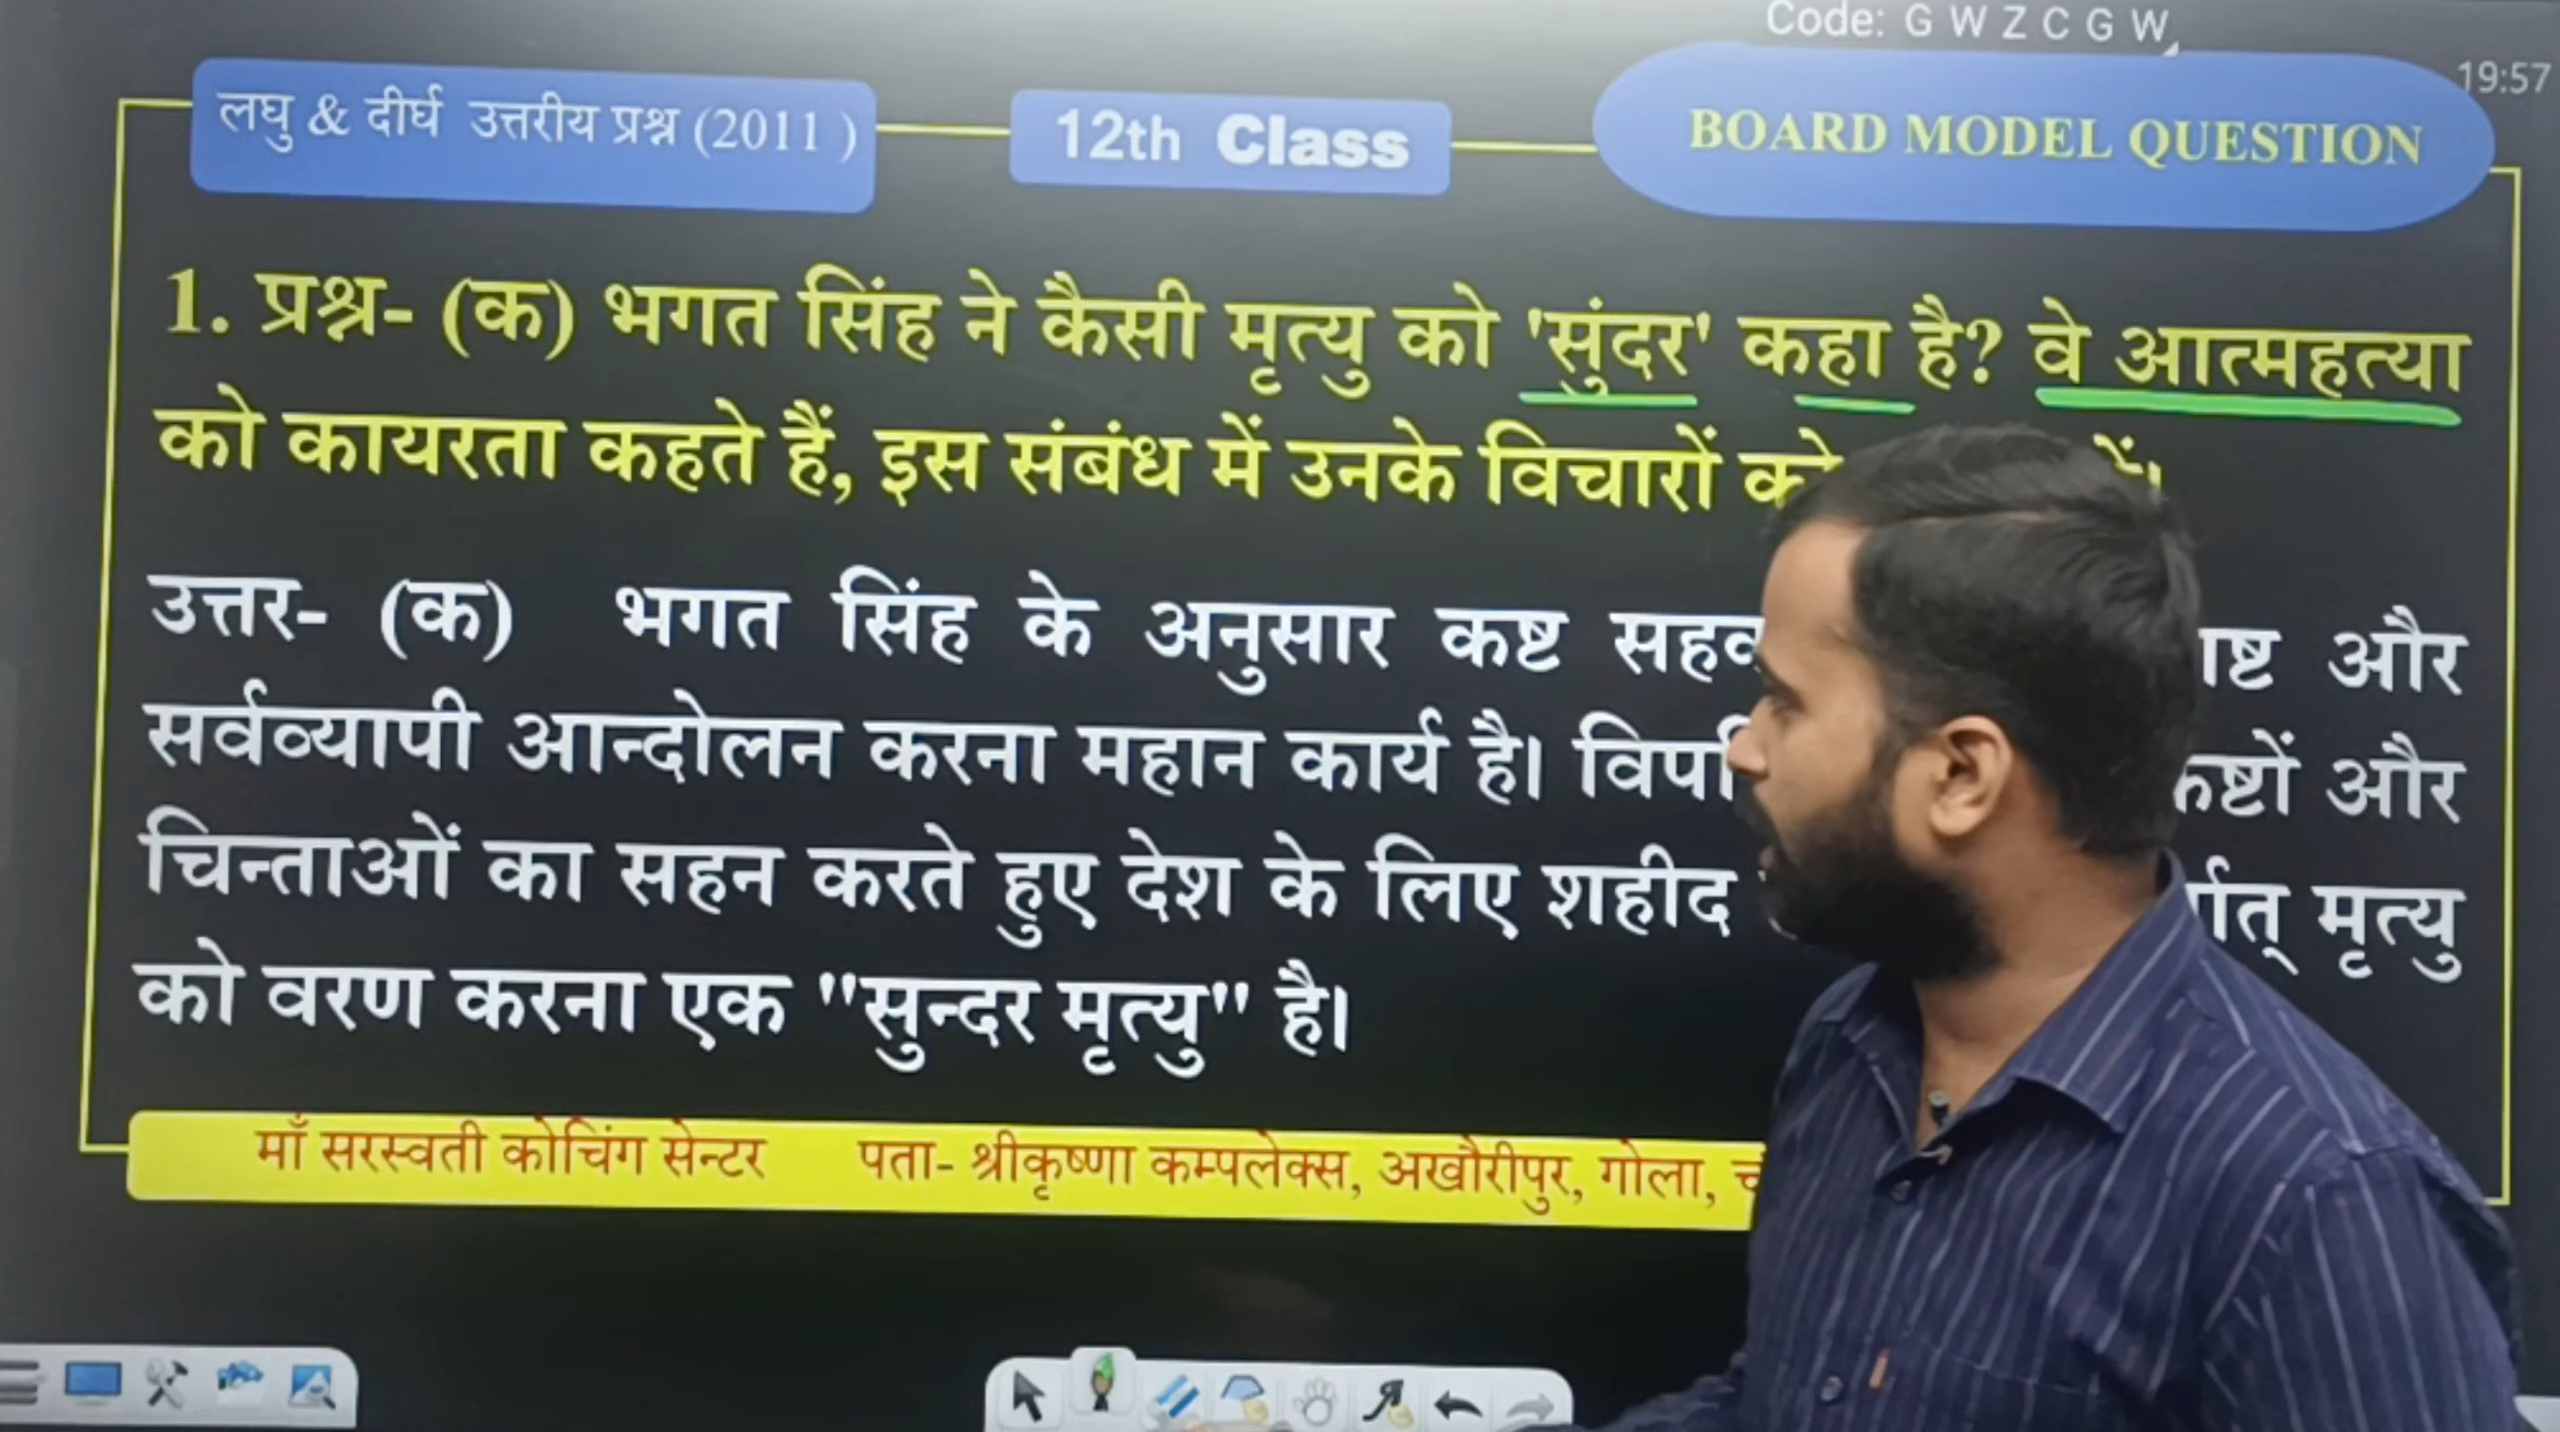 Code: G W Z C G W
19:57
लघु & दीर्घ उत्तरीय प्रश्न (2011 )
12th Class
BOARD MODEL QUESTION
1. प्रश्न- (क) भगत सिंह ने कैसी मृत्यु को 'सुंदर' कहा है? वे आत्महत्या
को कायरता कहते हैं, इस संबंध में उनके विचारों को
उत्तर- (क) भगत सिंह के अनुसार कष्ट और
सर्वव्यापी आन्दोलन करना महान कार्य है। और
चिन्ताओं का सहन करते हुए देश के लिए शहीद मृत्यु
को वरण करना एक "सुन्दर मृत्यु" है।
माँ सरस्वती कोचिंग सेन्टर पता- श्रीकृष्णा कम्पलेक्स, अखौरीपुर, गोला,